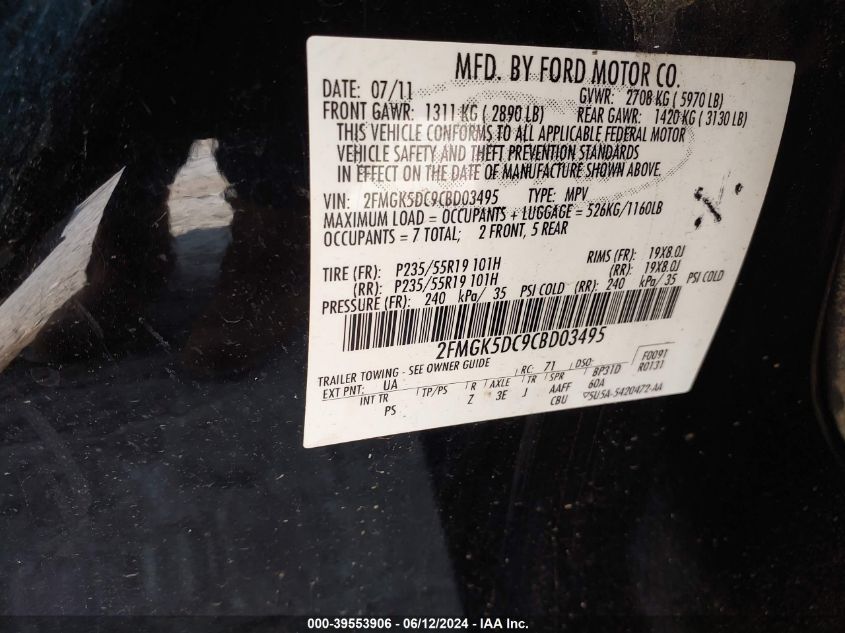 MFD. BY FORD MOTOR CO.
DATE: 07/11 GVWR: 2708 KG ( 5970 LB)
FRONT GAWR: 1311 KG ( 2890 LB) REAR GAWR: 1420 KG ( 3130 LB)
THIS VEHICLE CONFORMS TO ALL APPLICABLE FEDERAL MOTOR
VEHICLE SAFETY AND THEFT PREVENTION STANDARDS
IN EFFECT ON THE DATE OF MANUFACTURE SHOWN ABOVE.
VIN: 2FMGK5DC9CBD03495 TYPE: MPV
MAXIMUM LOAD = OCCUPANTS + LUGGAGE = 526KG/1160LB
OCCUPANTS = 7 TOTAL; 2 FRONT, 5 REAR
TIRE (FR): P235/55R19 101H RIMS (FR): 19X8.0J
(RR): P235/55R19 101H (RR): 19X8.0J
PRESSURE (FR): 240 kPa/ 35 PSI COLD (RR): 240 kPa/ 35 PSI COLD
2FMGK5DC9CBD03495
TRAILER TOWING - SEE OWNER GUIDE RC: 71 DSO: F0091
EXT PNT: UA BP31D R0131
INT TR TP/PS R AXLE TR SPR 60A
PS Z 3E J AAFF
CBU ▽5U5A-5420472-AA
000-39553906 - 06/12/2024 - IAA Inc.